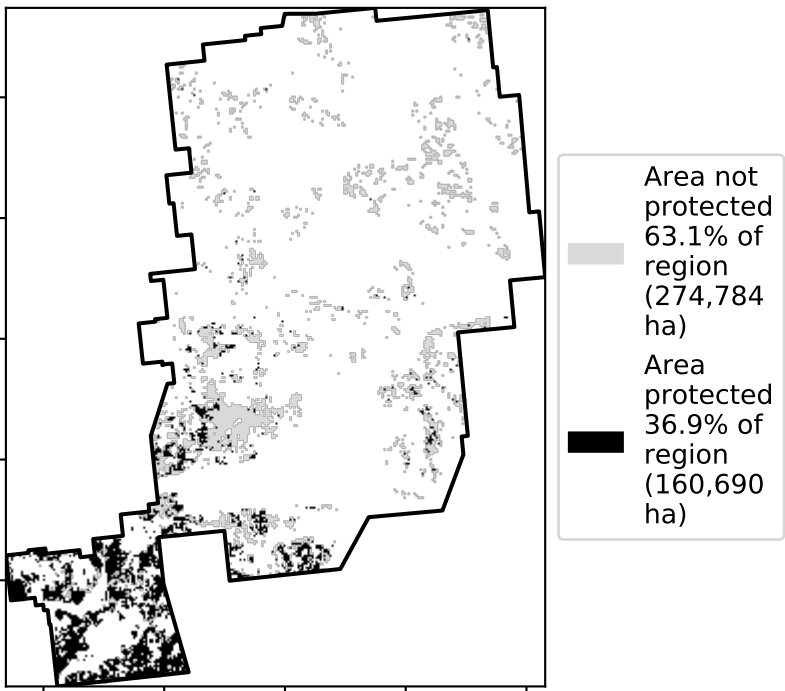 Area not
protected
63.1% of
region
(274,784
ha)
Area
protected
36.9% of
region
(160,690
ha)